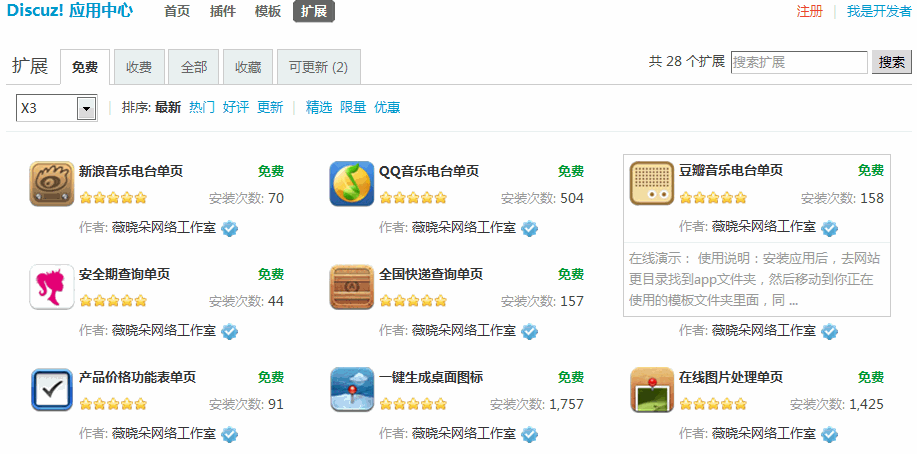 Discuz! 应用中心 首页 插件 模板 扩展 注册 | 我是开发者
扩展 免费 收费 全部 收藏 可更新 (2) 共 28 个扩展 搜索扩展 搜索
X3 | 排序: 最新 热门 好评 更新 | 精选 限量 优惠
新浪音乐电台单页 免费
安装次数: 70
作者: 薇晓朵网络工作室
QQ音乐电台单页 免费
安装次数: 504
作者: 薇晓朵网络工作室
豆瓣音乐电台单页 免费
安装次数: 158
作者: 薇晓朵网络工作室
在线演示： 使用说明：安装应用后，去网站
更目录找到app文件夹，然后移动到你正在
使用的模板文件夹里面，同 ...
安全期查询单页 免费
安装次数: 44
作者: 薇晓朵网络工作室
全国快递查询单页 免费
安装次数: 157
作者: 薇晓朵网络工作室
作者: 薇晓朵网络工作室
产品价格功能表单页 免费
安装次数: 91
作者: 薇晓朵网络工作室
一键生成桌面图标 免费
安装次数: 1,757
作者: 薇晓朵网络工作室
在线图片处理单页 免费
安装次数: 1,425
作者: 薇晓朵网络工作室